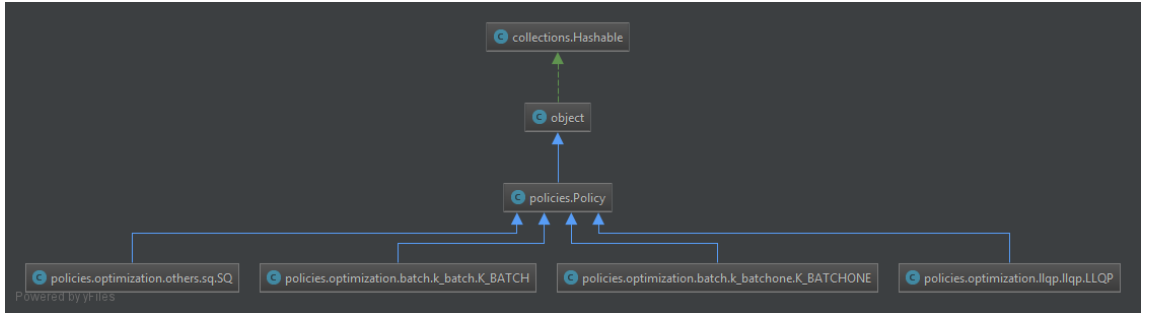 C collections.Hashable
C object
C policies.Policy
C policies.optimization.others.sq.SQ
C policies.optimization.batch.k_batch.K_BATCH
C policies.optimization.batch.k_batchone.K_BATCHONE
C policies.optimization.llqp.llqp.LLQP
Powered by yFiles